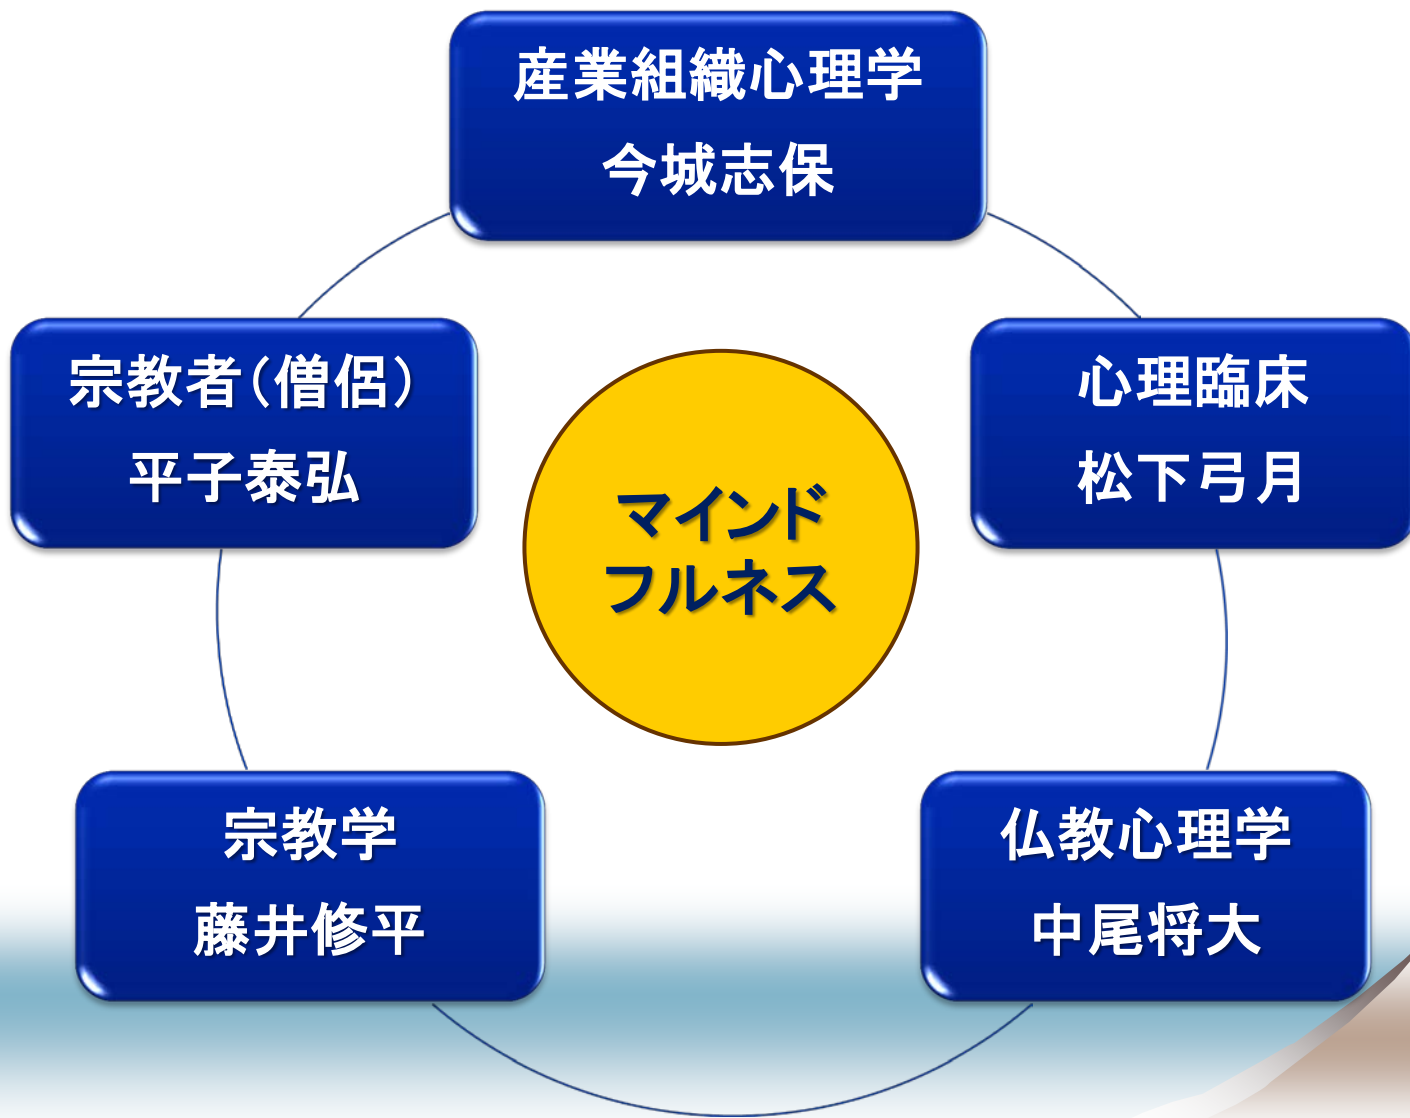 産業組織心理学
今城志保
宗教者(僧侶)
平子泰弘
心理臨床
松下弓月
マインド
フルネス
宗教学
藤井修平
仏教心理学
中尾将大